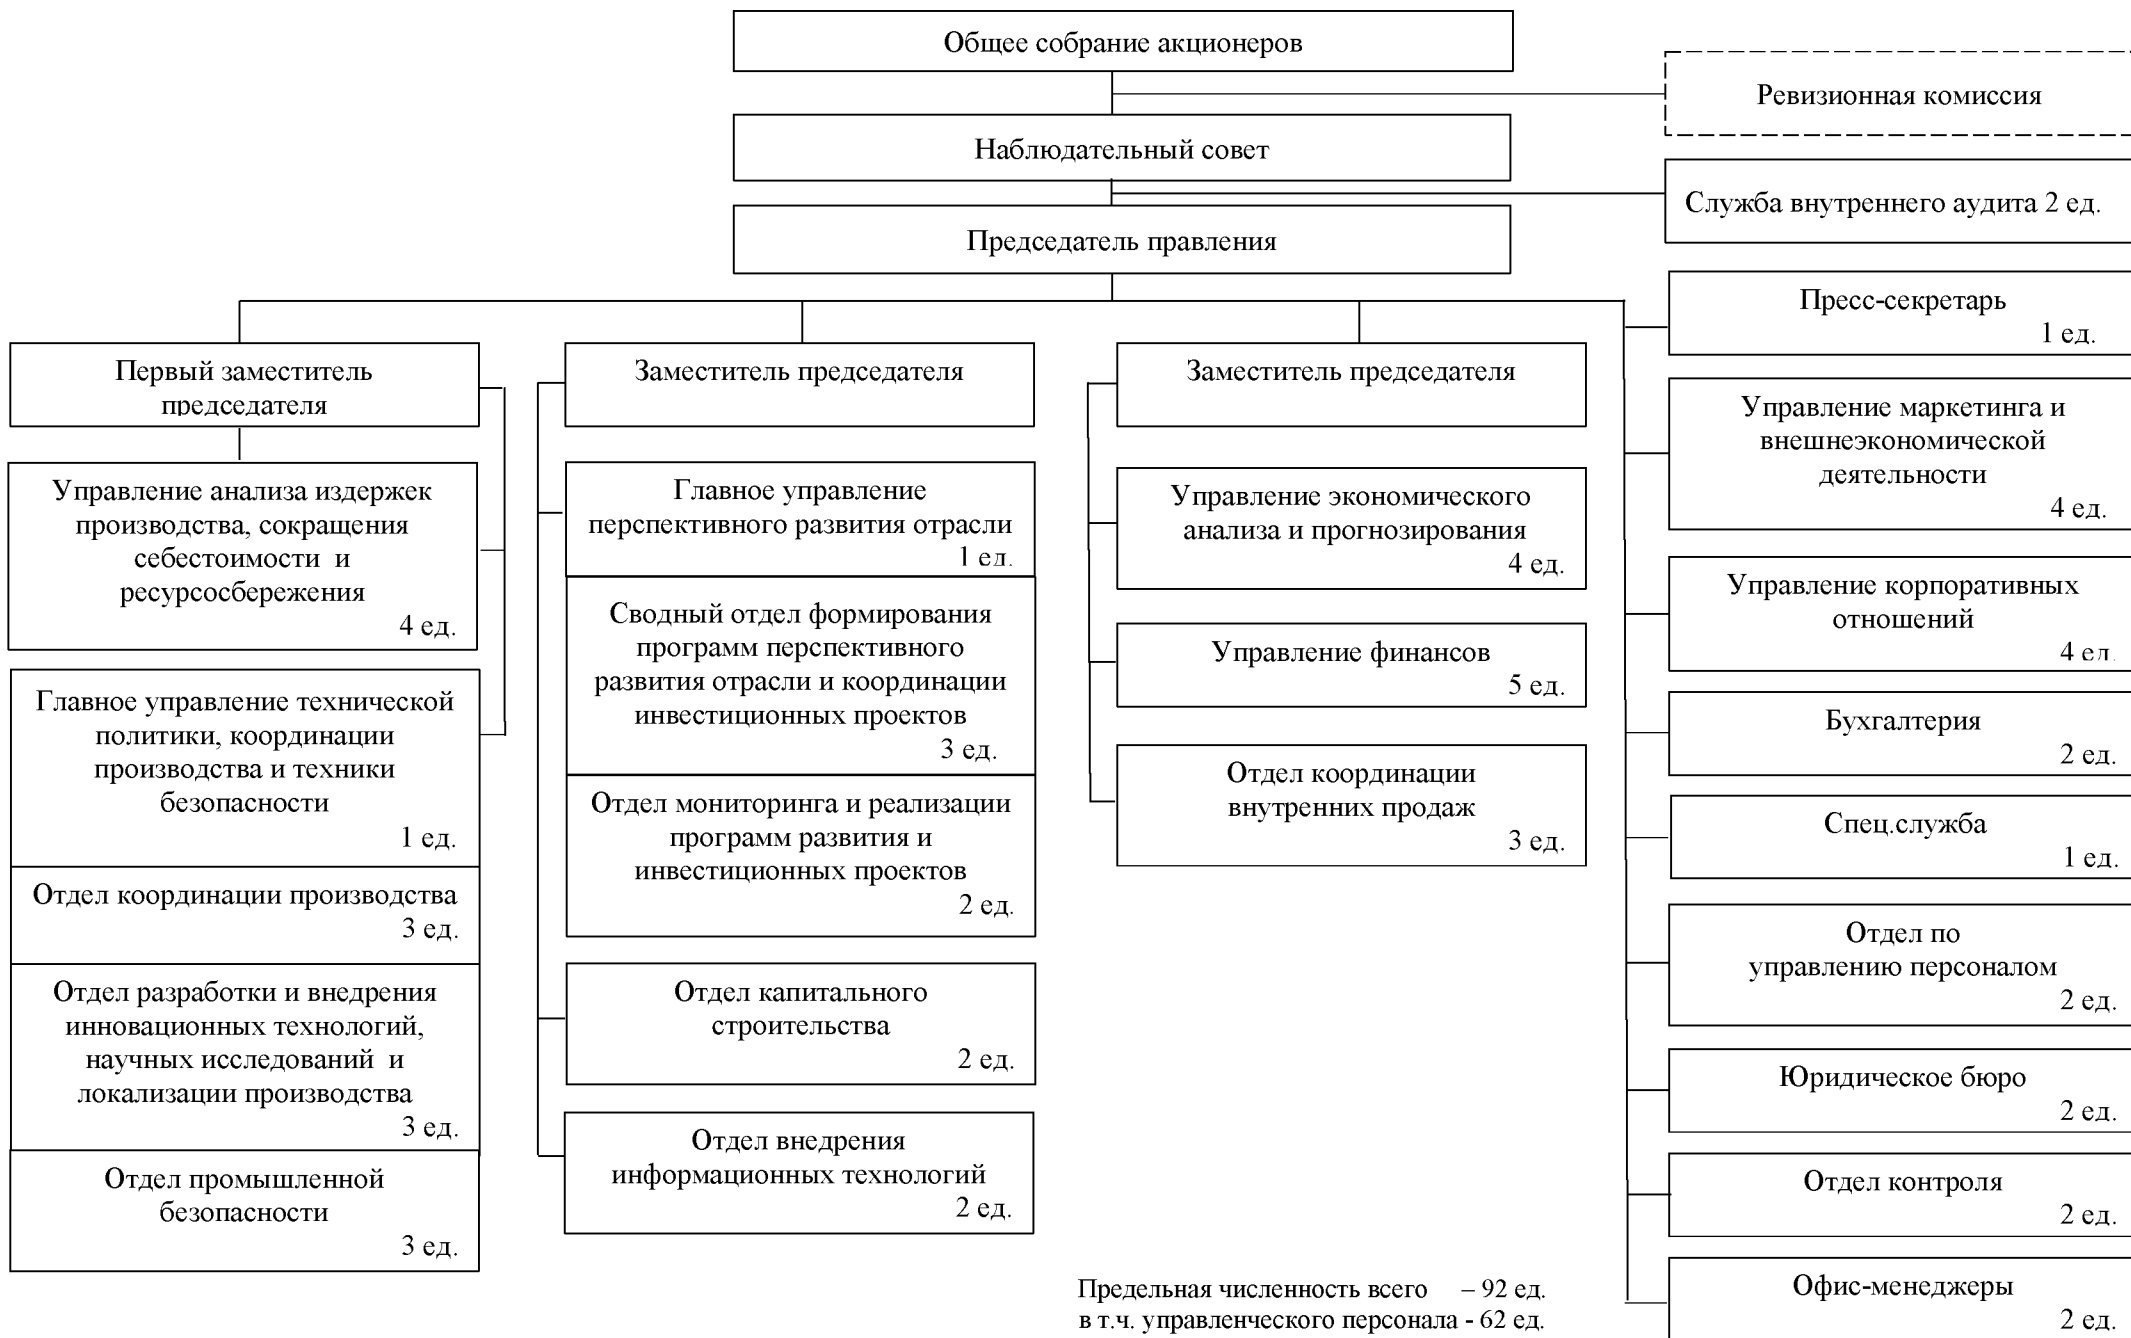 Общее собрание акционеров
Ревизионная комиссия
Наблюдательный совет
Служба внутреннего аудита 2 ед.
Председатель правления
Первый заместитель
председателя
Управление анализа издержек
производства, сокращения
себестоимости и
ресурсосбережения
4 ед.
Главное управление технической
политики, координации
производства и техники
безопасности
1 ед.
Отдел координации производства
3 ед.
Отдел разработки и внедрения
инновационных технологий,
научных исследований и
локализации производства
3 ед.
Отдел промышленной
безопасности
3 ед.
Заместитель председателя
Главное управление
перспективного развития отрасли
1 ед.
Сводный отдел формирования
программ перспективного
развития отрасли и координации
инвестиционных проектов
3 ед.
Отдел мониторинга и реализации
программ развития и
инвестиционных проектов
2 ед.
Отдел капитального
строительства
2 ед.
Отдел внедрения
информационных технологий
2 ед.
Заместитель председателя
Управление экономического
анализа и прогнозирования
4 ед.
Управление финансов
5 ед.
Отдел координации
внутренних продаж
3 ед.
Пресс-секретарь
1 ед.
Управление маркетинга и
внешнеэкономической
деятельности
4 ед.
Управление корпоративных
отношений
4 ед.
Бухгалтерия
2 ед.
Спец.служба
1 ед.
Отдел по
управлению персоналом
2 ед.
Юридическое бюро
2 ед.
Отдел контроля
2 ед.
Офис-менеджеры
2 ед.
Предельная численность всего – 92 ед.
в т.ч. управленческого персонала - 62 ед.